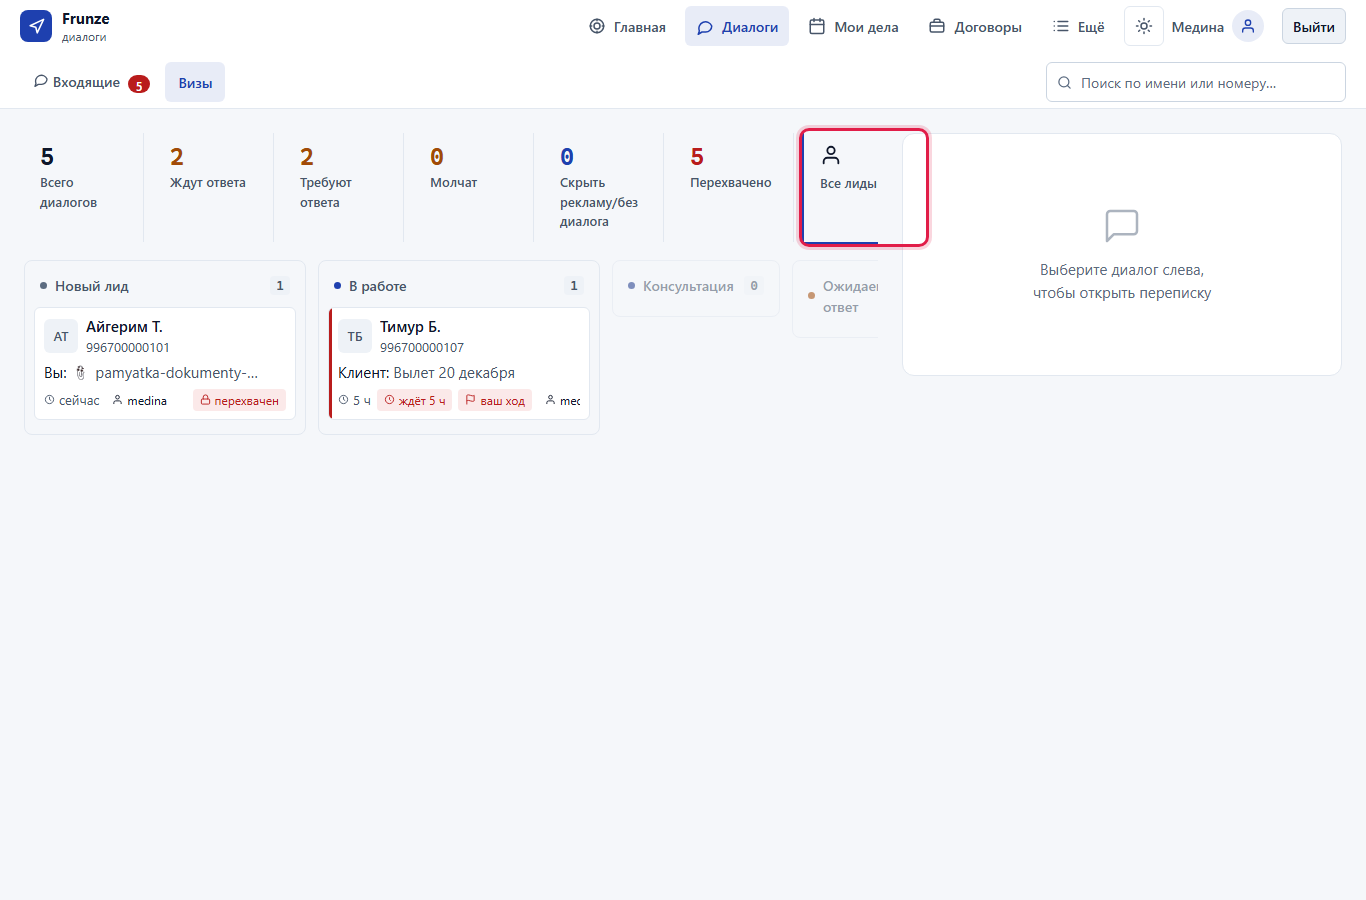 Frunze
диалоги
Главная
Диалоги
Мои дела
Договоры
Ещё
Медина
Выйти
Входящие 5
Визы
Поиск по имени или номеру...
5
Всего
диалогов
2
Ждут ответа
2
Требуют
ответа
0
Молчат
0
Скрыть
рекламу/без
диалога
5
Перехвачено
Все лиды
Выберите диалог слева,
чтобы открыть переписку
Новый лид 1
АТ
Айгерим Т.
996700000101
Вы: pamyatka-dokumenty-...
сейчас medina перехвачен
В работе 1
ТБ
Тимур Б.
996700000107
Клиент: Вылет 20 декабря
5 ч ждёт 5 ч ваш ход
Консультация 0
ответ